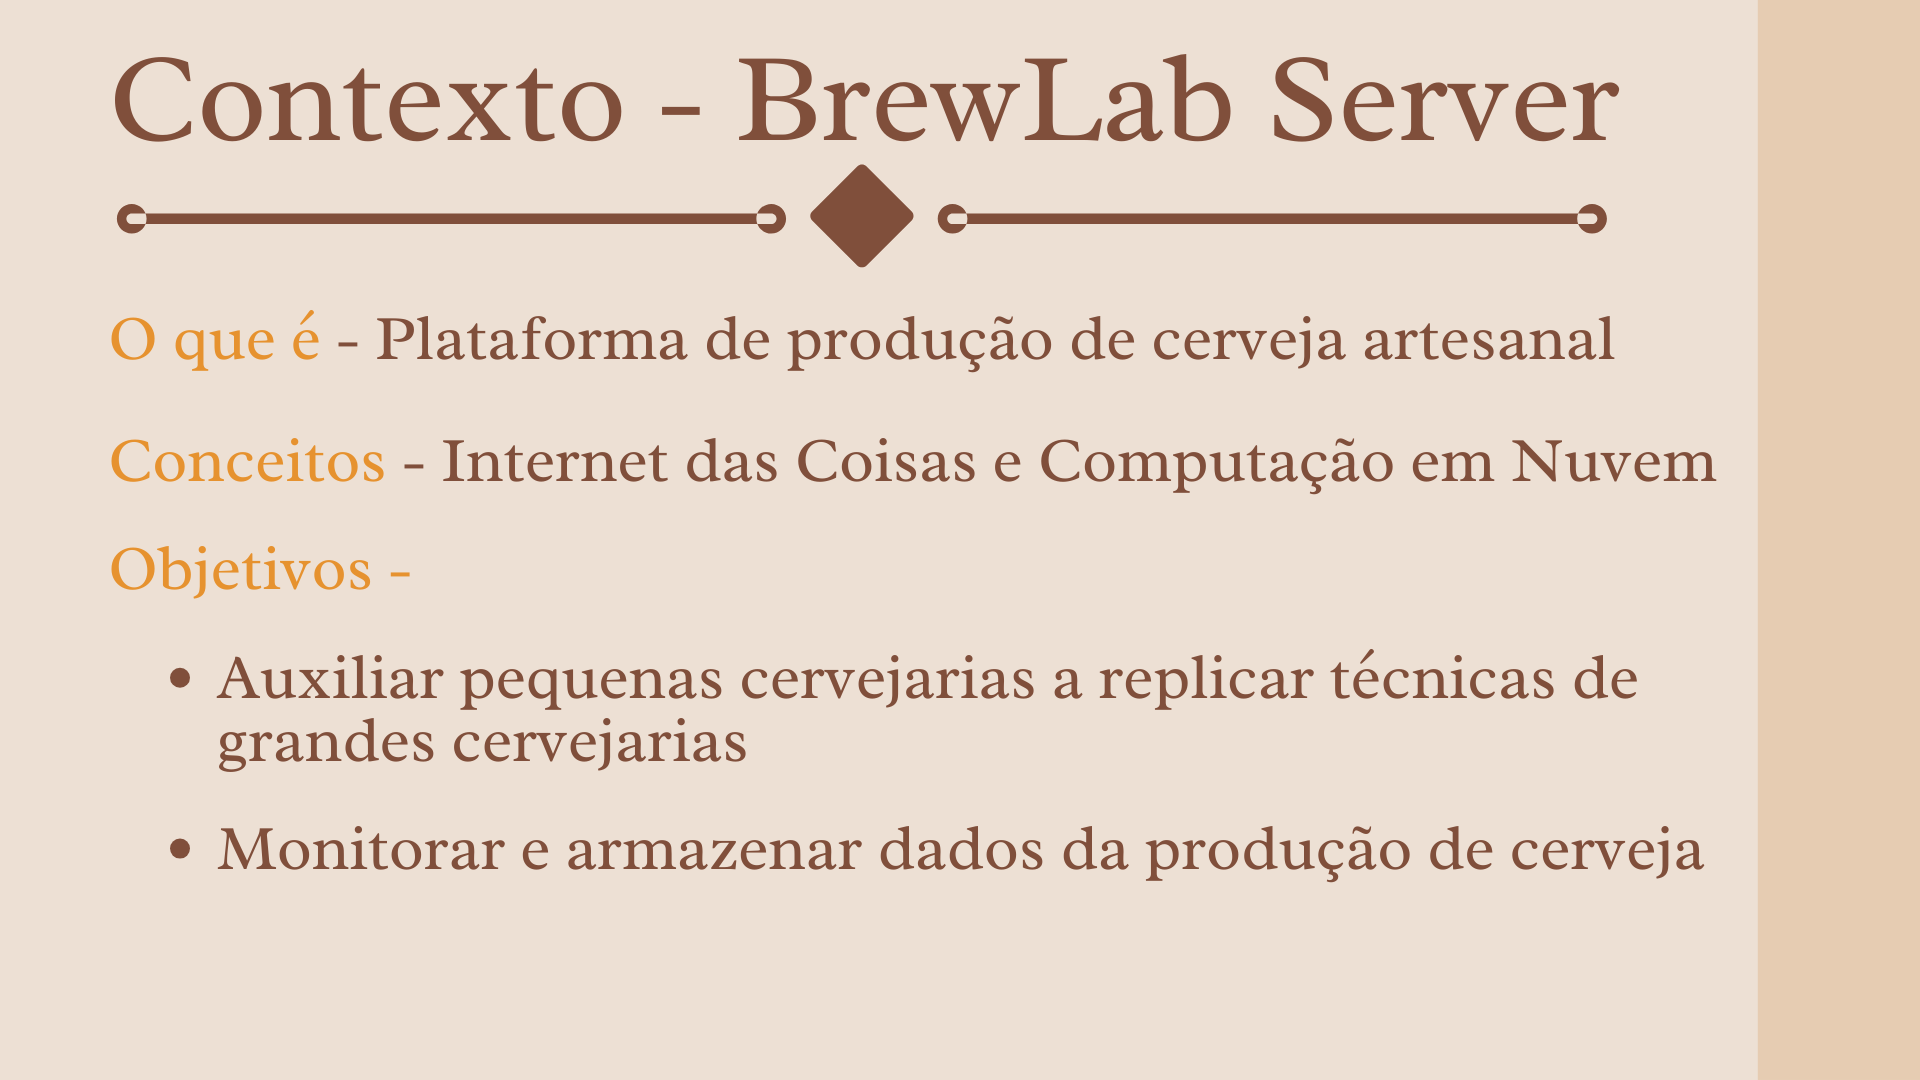 Contexto - BrewLab Server
O que é - Plataforma de produção de cerveja artesanal
Conceitos - Internet das Coisas e Computação em Nuvem
Objetivos -
• Auxiliar pequenas cervejarias a replicar técnicas de
grandes cervejarias
• Monitorar e armazenar dados da produção de cerveja